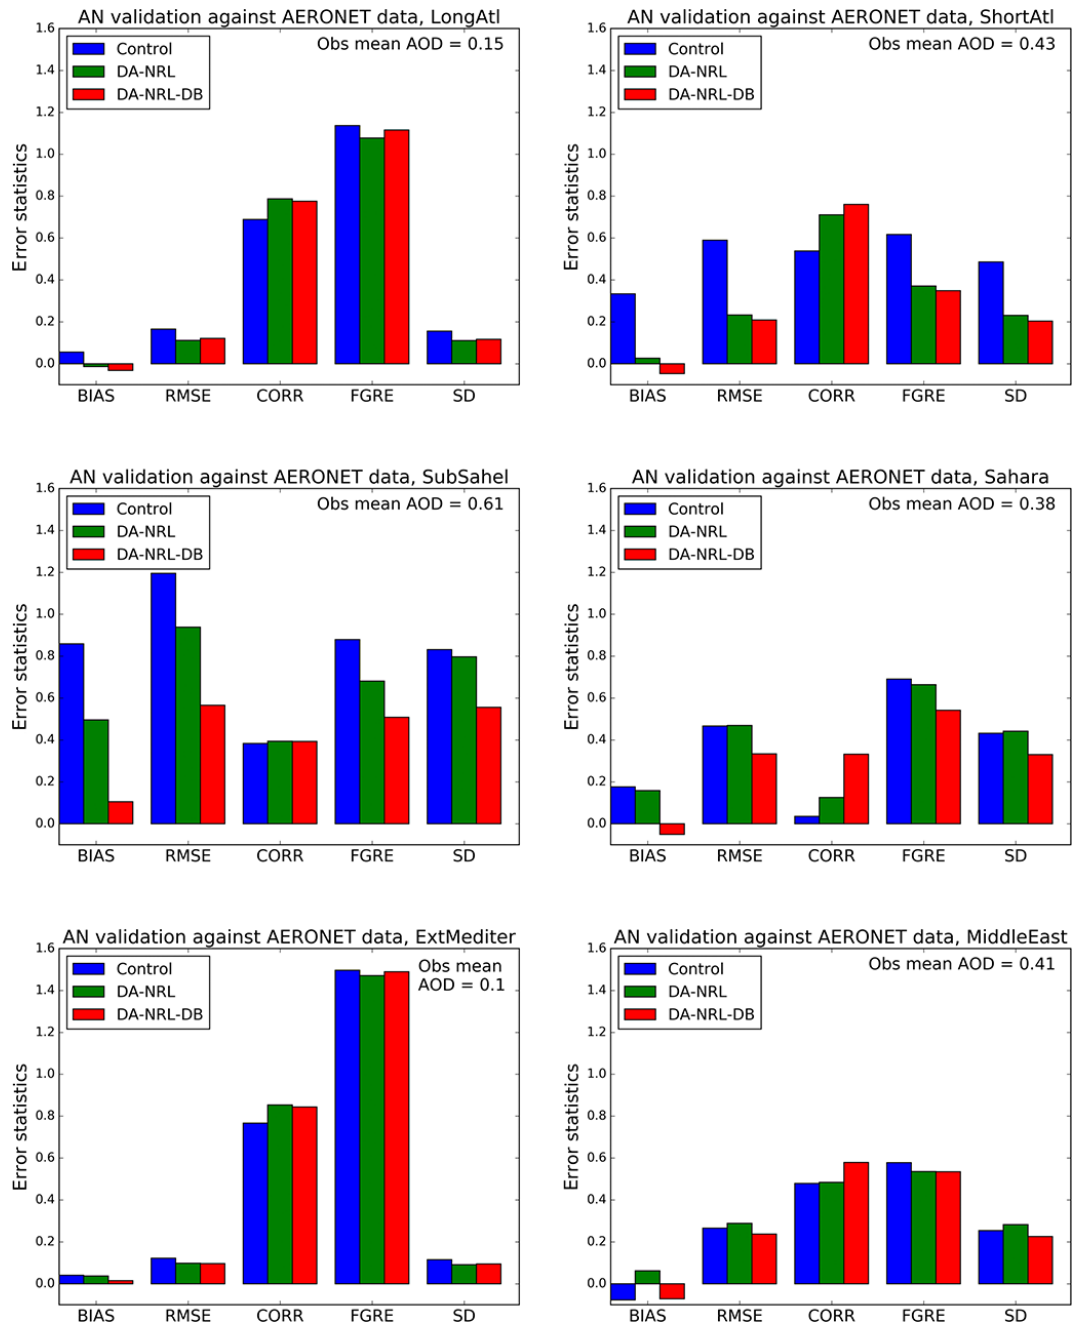 AN validation against AERONET data, LongAtl
Obs mean AOD = 0.15
Control
DA-NRL
DA-NRL-DB
Error statistics
1.6
1.4
1.2
1.0
0.8
0.6
0.4
0.2
0.0
BIAS RMSE CORR FGRE SD
AN validation against AERONET data, ShortAtl
Obs mean AOD = 0.43
Control
DA-NRL
DA-NRL-DB
Error statistics
1.6
1.4
1.2
1.0
0.8
0.6
0.4
0.2
0.0
BIAS RMSE CORR FGRE SD
AN validation against AERONET data, SubSahel
Obs mean AOD = 0.61
Control
DA-NRL
DA-NRL-DB
Error statistics
1.6
1.4
1.2
1.0
0.8
0.6
0.4
0.2
0.0
BIAS RMSE CORR FGRE SD
AN validation against AERONET data, Sahara
Obs mean AOD = 0.38
Control
DA-NRL
DA-NRL-DB
Error statistics
1.6
1.4
1.2
1.0
0.8
0.6
0.4
0.2
0.0
BIAS RMSE CORR FGRE SD
AN validation against AERONET data, ExtMediter
Obs mean
AOD = 0.1
Control
DA-NRL
DA-NRL-DB
Error statistics
1.6
1.4
1.2
1.0
0.8
0.6
0.4
0.2
0.0
BIAS RMSE CORR FGRE SD
AN validation against AERONET data, MiddleEast
Obs mean AOD = 0.41
Control
DA-NRL
DA-NRL-DB
Error statistics
1.6
1.4
1.2
1.0
0.8
0.6
0.4
0.2
0.0
BIAS RMSE CORR FGRE SD